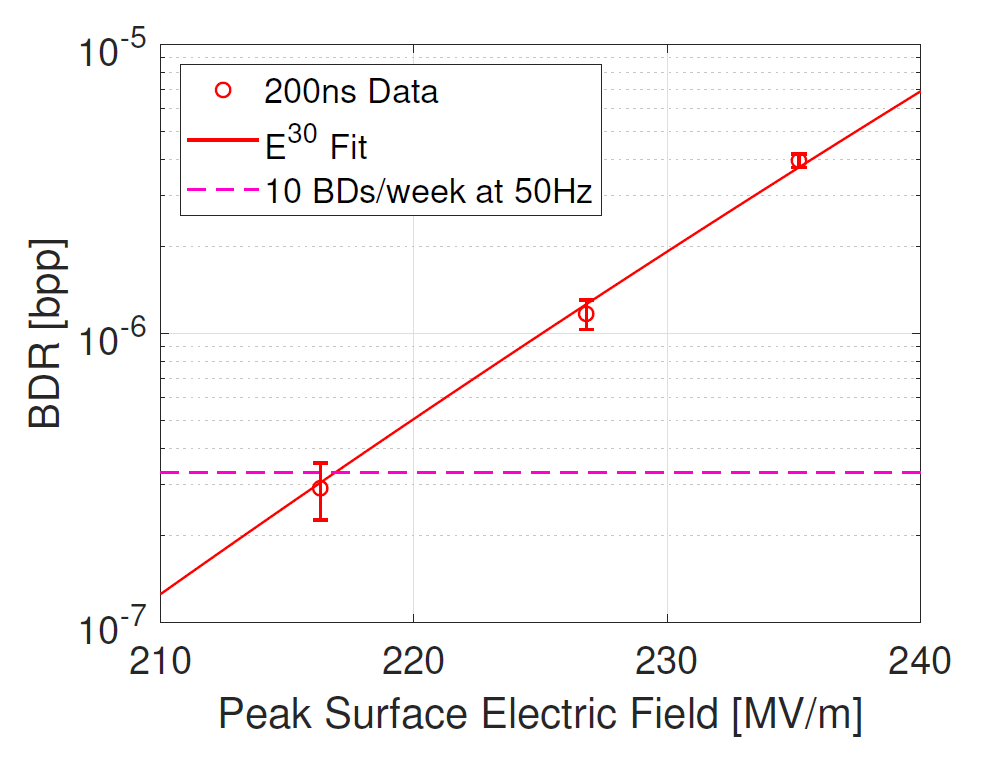 10^-5
200ns Data
E^30 Fit
10 BDs/week at 50Hz
BDR [bpp]
10^-6
10^-7
210 220 230 240
Peak Surface Electric Field [MV/m]